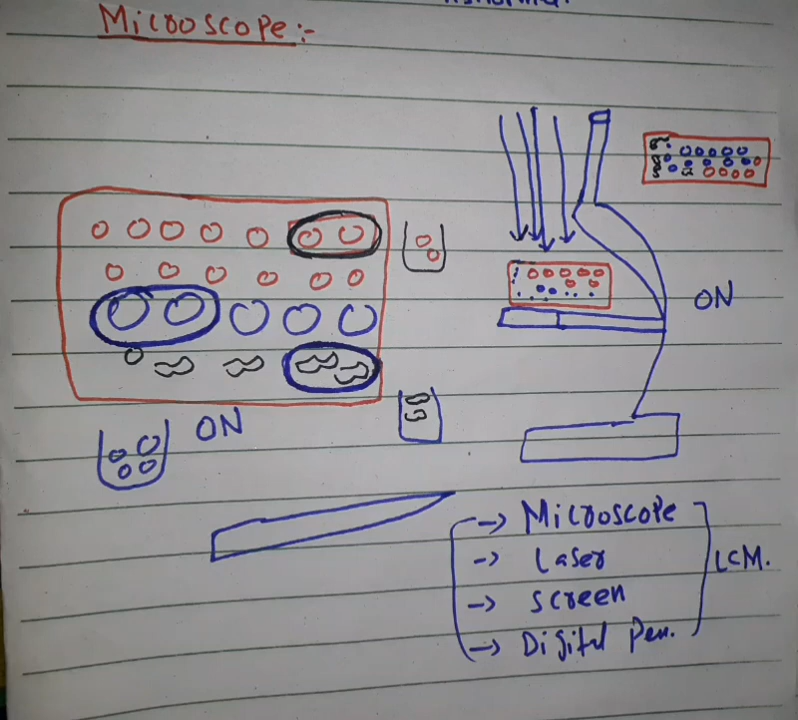 Microscope:-
ON
ON
-> Microscope
-> Laser
-> Screen
-> Digital Pen.
LCM.